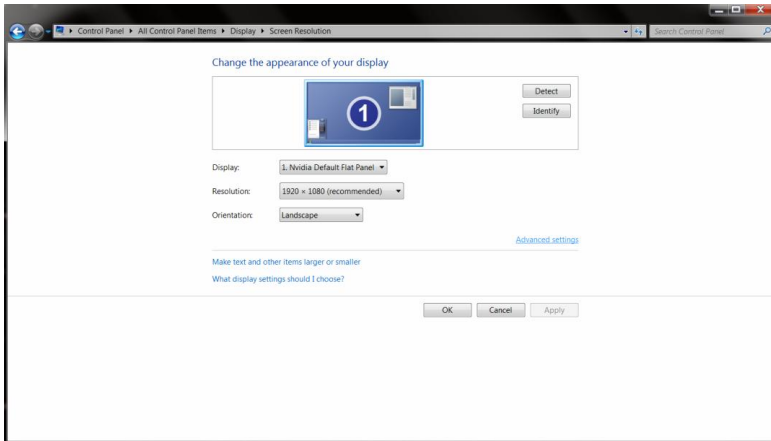 Control Panel ▸ All Control Panel Items ▸ Display ▸ Screen Resolution
Search Control Panel
Change the appearance of your display
1
Detect
Identify
Display: 1. Nvidia Default Flat Panel
Resolution: 1920 × 1080 (recommended)
Orientation: Landscape
Advanced settings
Make text and other items larger or smaller
What display settings should I choose?
OK Cancel Apply